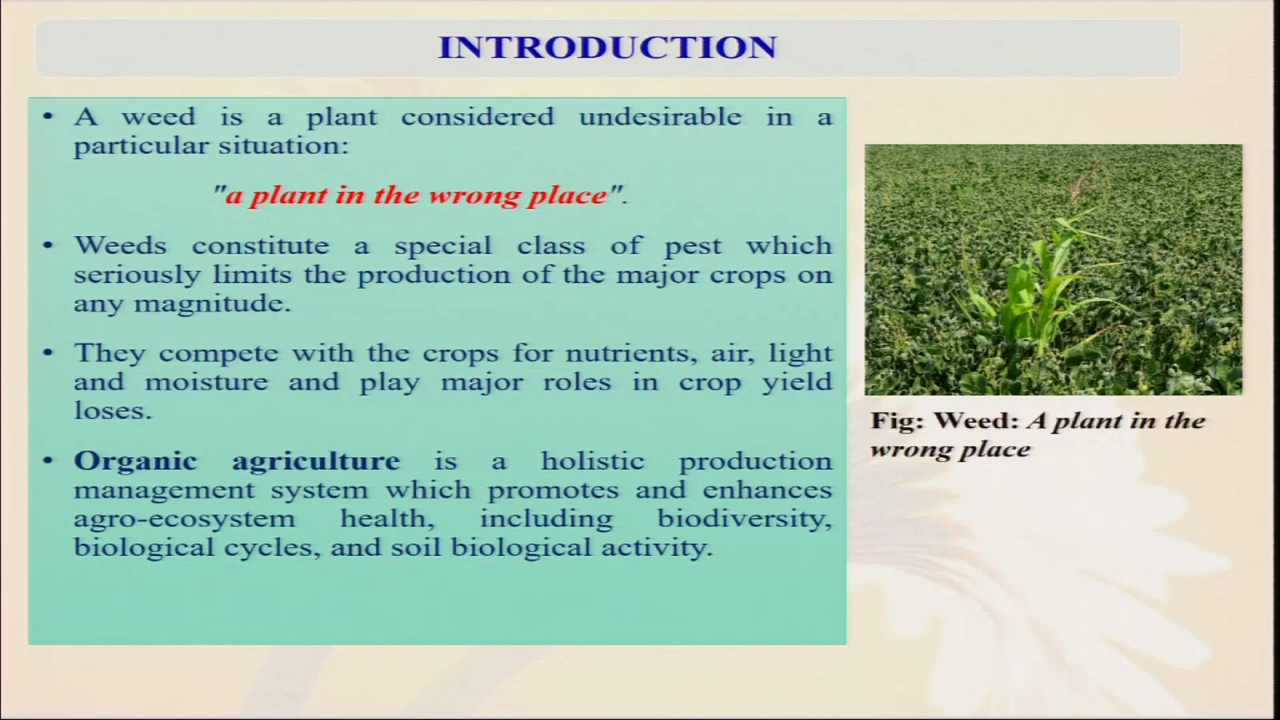 INTRODUCTION
• A weed is a plant considered undesirable in a
particular situation:
"a plant in the wrong place".
• Weeds constitute a special class of pest which
seriously limits the production of the major crops on
any magnitude.
• They compete with the crops for nutrients, air, light
and moisture and play major roles in crop yield
loses.
• Organic agriculture is a holistic production
management system which promotes and enhances
agro-ecosystem health, including biodiversity,
biological cycles, and soil biological activity.
Fig: Weed: A plant in the
wrong place